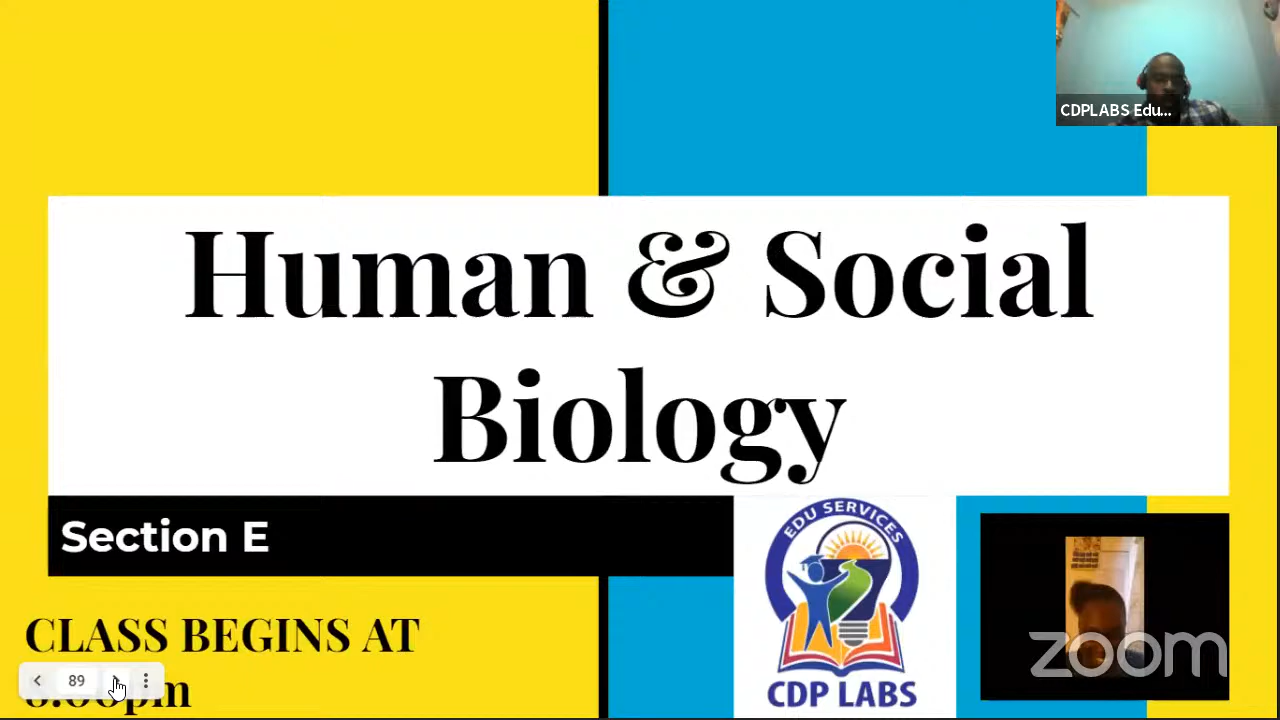 CDPLABS Edu...
Human & Social
Biology
Section E
EDU SERVICES
CLASS BEGINS AT
89
CDP LABS
zoom